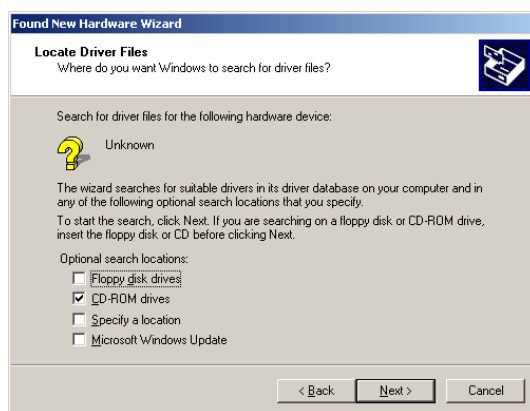 Found New Hardware Wizard
Locate Driver Files
Where do you want Windows to search for driver files?
Search for driver files for the following hardware device:
Unknown
The wizard searches for suitable drivers in its driver database on your computer and in
any of the following optional search locations that you specify.
To start the search, click Next. If you are searching on a floppy disk or CD-ROM drive,
insert the floppy disk or CD before clicking Next.
Optional search locations:
Floppy disk drives
CD-ROM drives
Specify a location
Microsoft Windows Update
< Back
Next >
Cancel